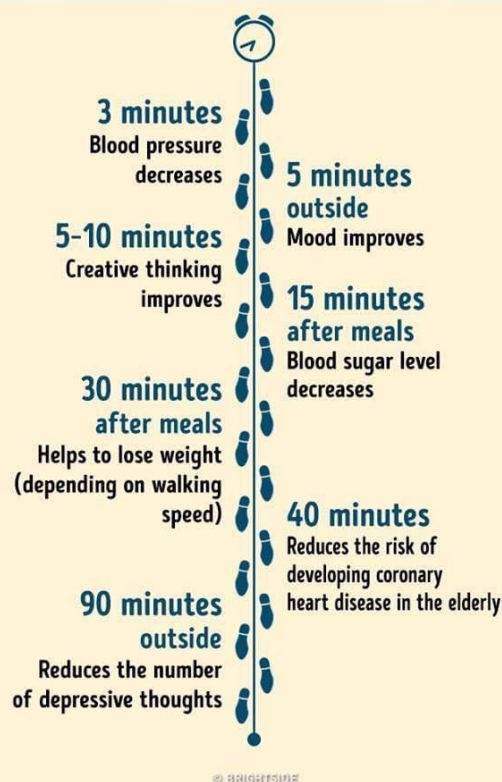 3 minutes
Blood pressure
decreases
5 minutes
outside
Mood improves
5-10 minutes
Creative thinking
improves
15 minutes
after meals
Blood sugar level
decreases
30 minutes
after meals
Helps to lose weight
(depending on walking
speed)
40 minutes
Reduces the risk of
developing coronary
heart disease in the elderly
90 minutes
outside
Reduces the number
of depressive thoughts
© BRIGHTSIDE